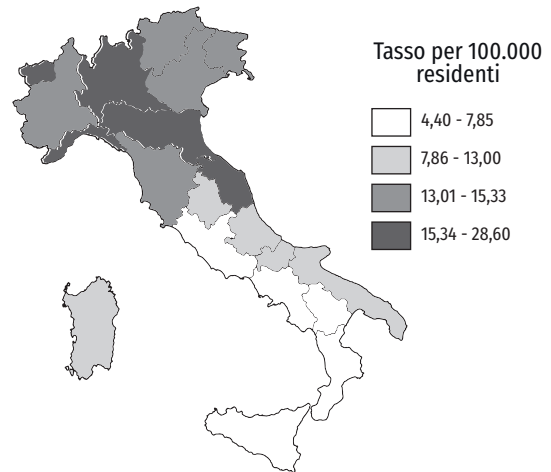 Tasso per 100.000
residenti
4,40 - 7,85
7,86 - 13,00
13,01 - 15,33
15,34 - 28,60